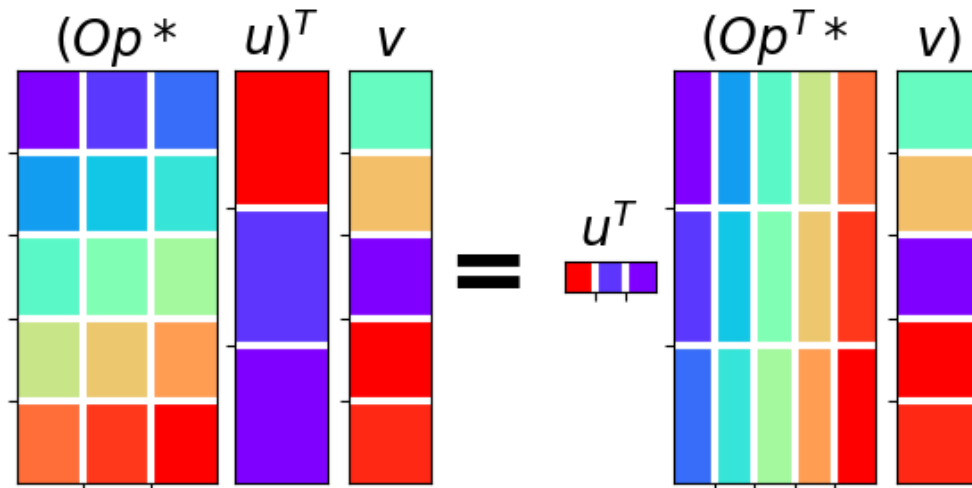 (Op* u)^T v = (Op^T* v)
u^T